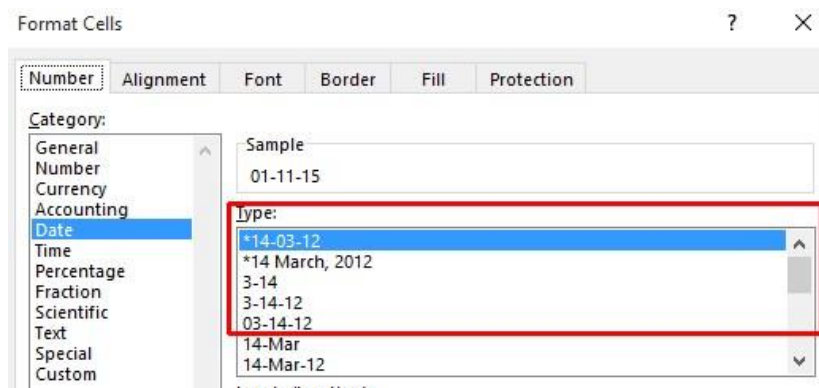 Format Cells ? ×
Number Alignment Font Border Fill Protection
Category:
General
Number
Currency
Accounting
Date
Time
Percentage
Fraction
Scientific
Text
Special
Custom
Sample
01-11-15
Type:
*14-03-12
*14 March, 2012
3-14
3-14-12
03-14-12
14-Mar
14-Mar-12